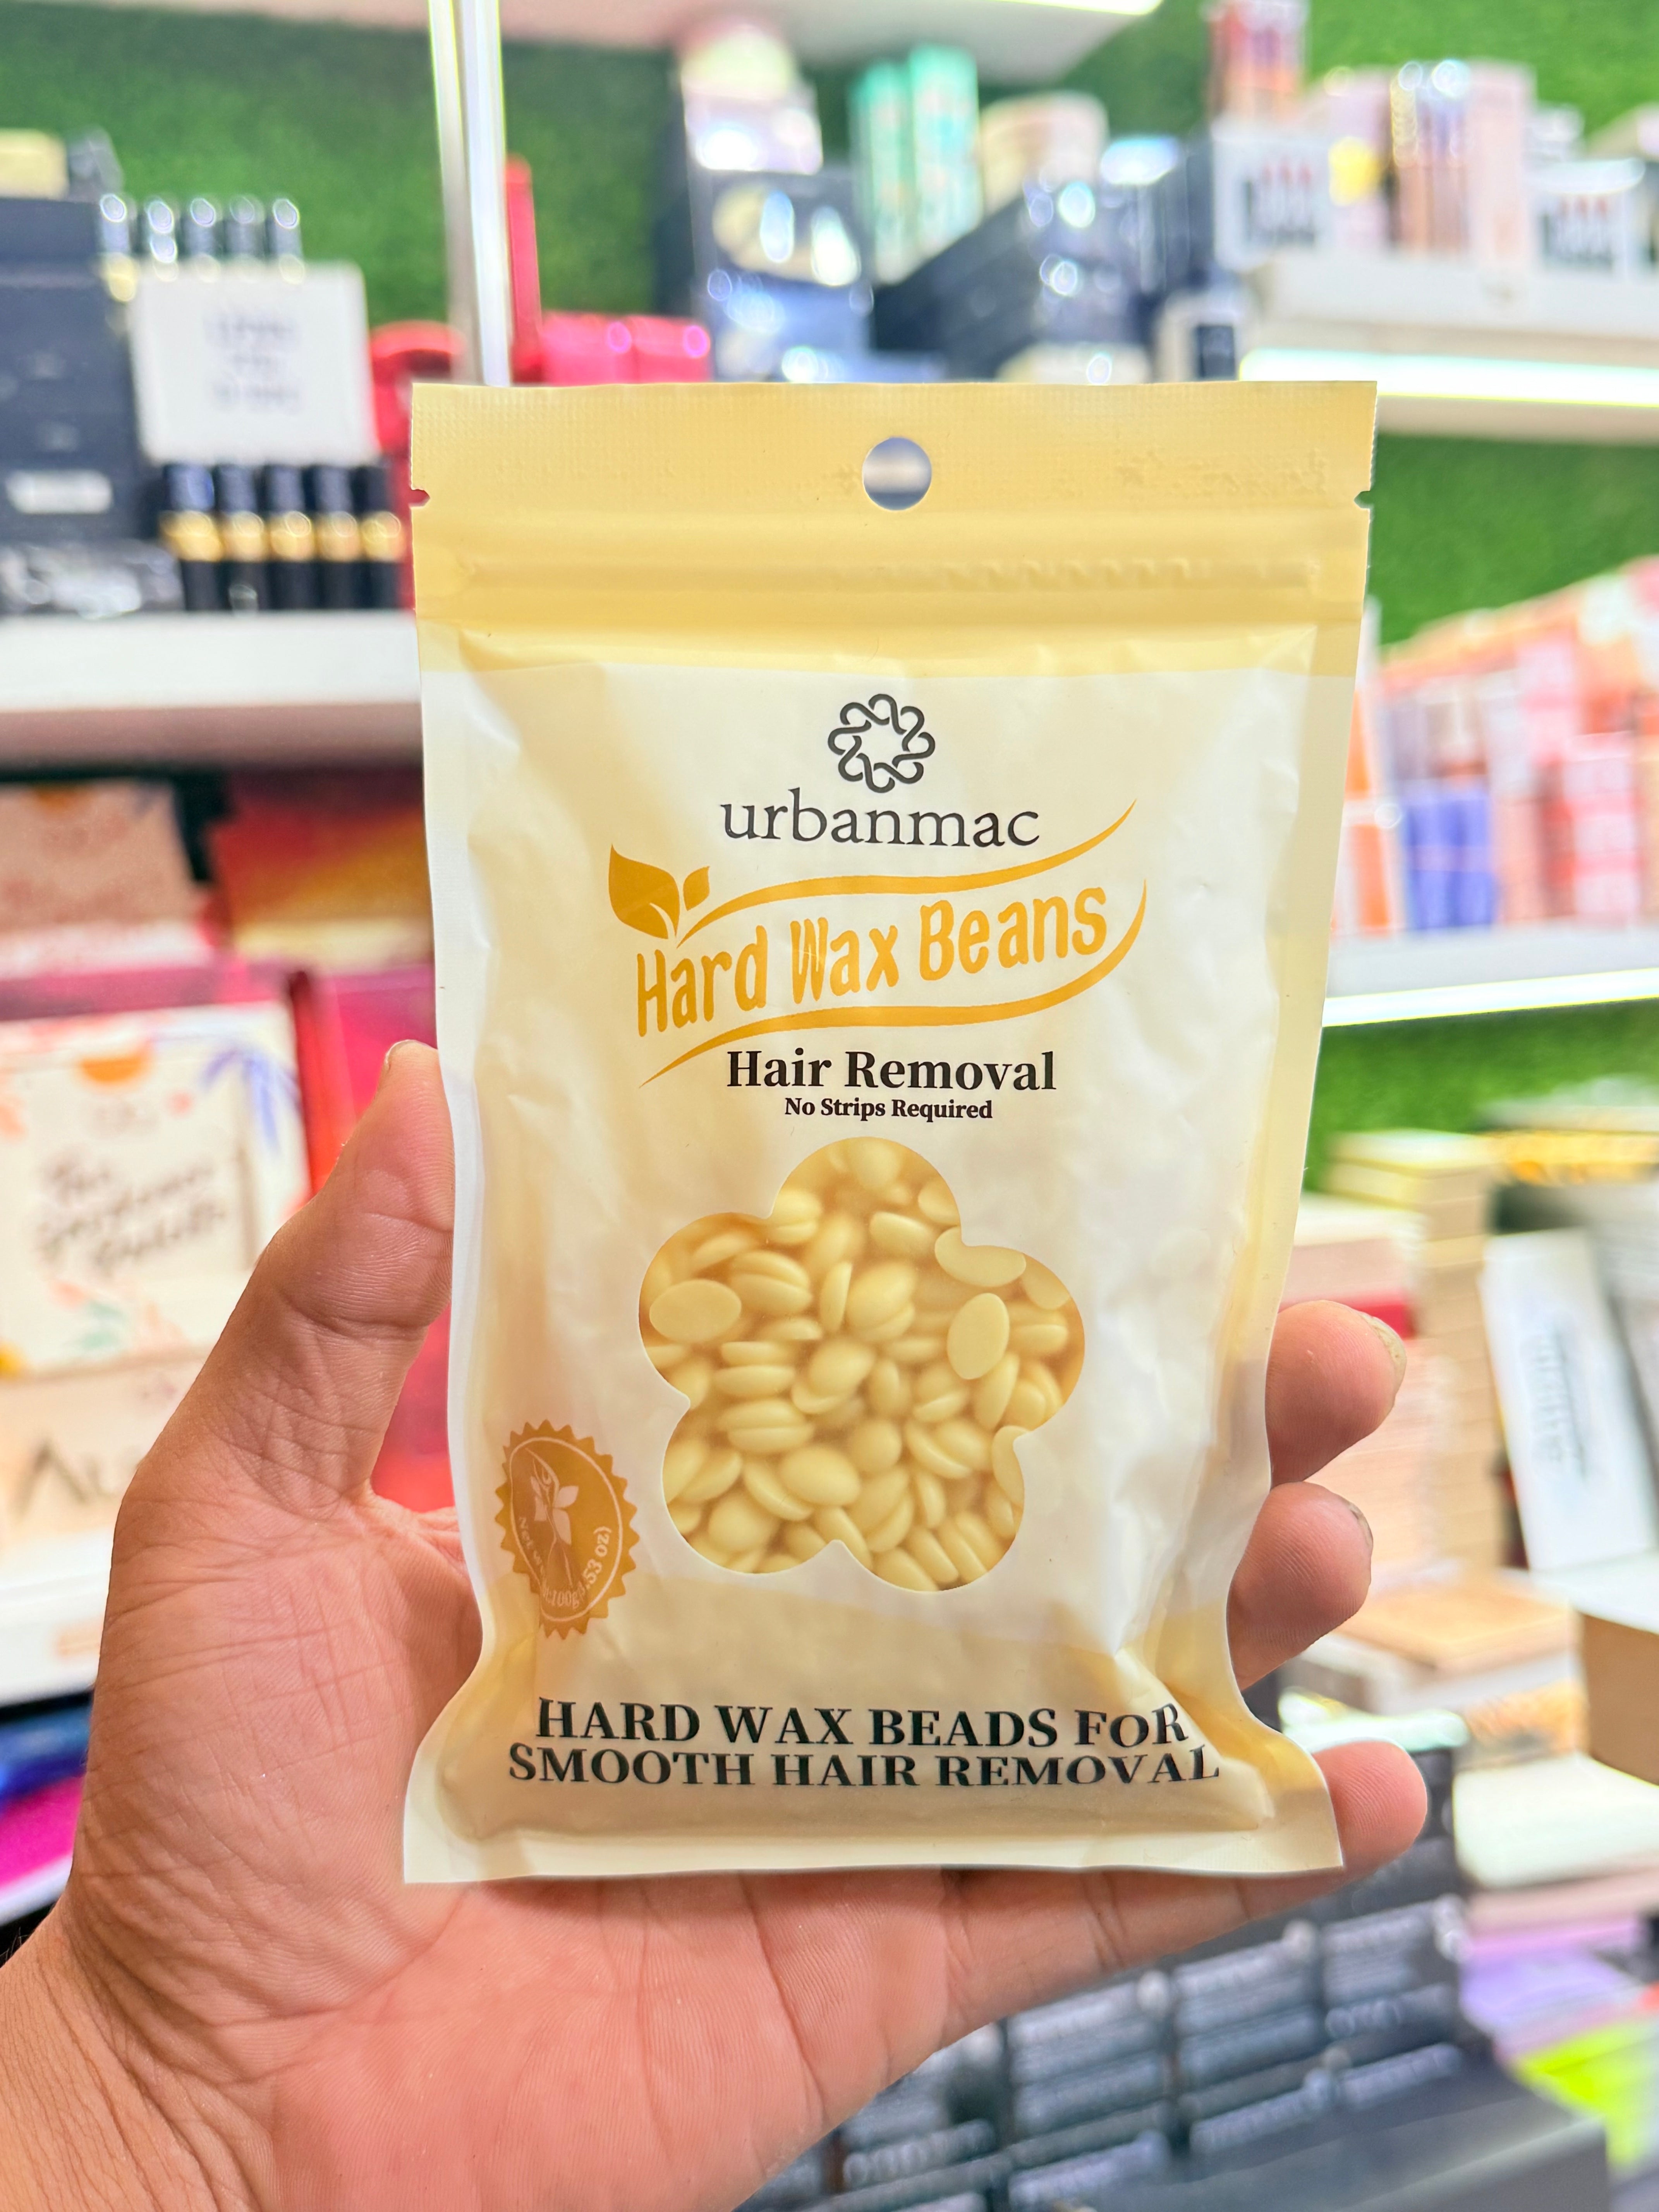 urbanmac
Hard Wax Beans
Hair Removal
No Strips Required
HARD WAX BEADS FOR
SMOOTH HAIR REMOVAL